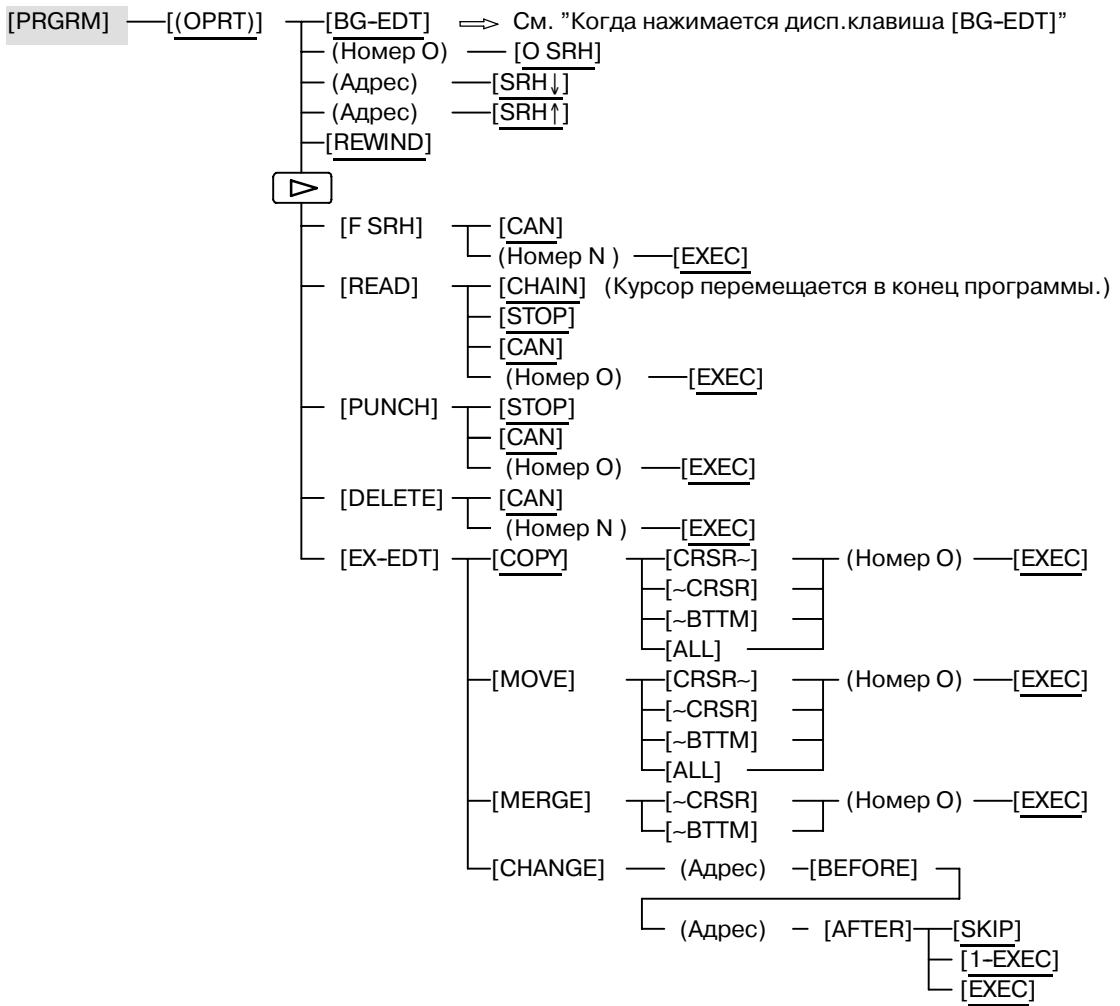 [PRGRM] [(OPRT)] [BG-EDT] ⇒ См. ”Когда нажимается дисп.клавиша [BG-EDT]”
(Номер O) [O SRH]
(Адрес) [SRH↓]
(Адрес) [SRH↑]
[REWIND]
[F SRH] [CAN]
(Номер N ) [EXEC]
[READ] [CHAIN] (Курсор перемещается в конец программы.)
[STOP]
[CAN]
(Номер O) [EXEC]
[PUNCH] [STOP]
[CAN]
(Номер O) [EXEC]
[DELETE] [CAN]
(Номер N ) [EXEC]
[EX-EDT] [COPY] [CRSR~] (Номер O) [EXEC]
[~CRSR]
[~BTTM]
[ALL]
[MOVE] [CRSR~] (Номер O) [EXEC]
[~CRSR]
[~BTTM]
[ALL]
[MERGE] [~CRSR] (Номер O) [EXEC]
[~BTTM]
[CHANGE] (Адрес) [BEFORE]
(Адрес) [AFTER] [SKIP]
[1-EXEC]
[EXEC]